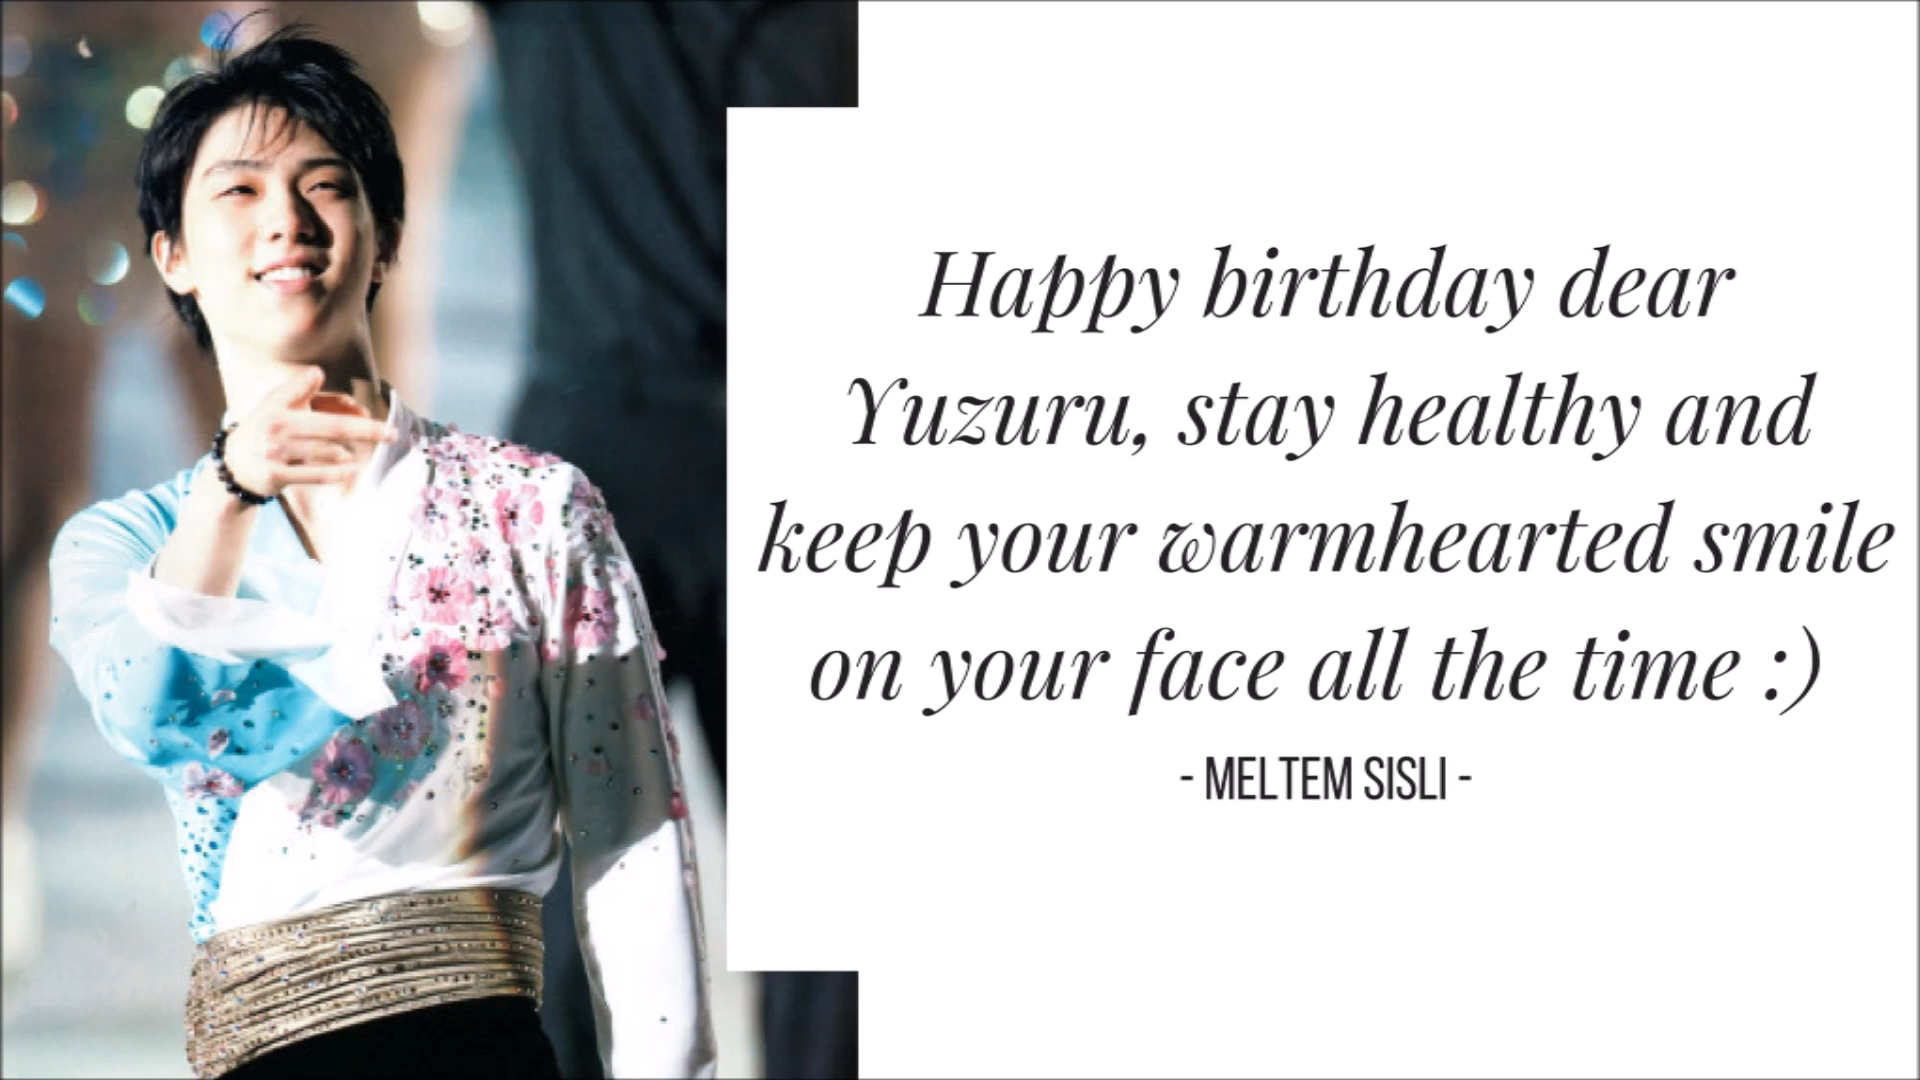 Happy birthday dear
Yuzuru, stay healthy and
keep your warmhearted smile
on your face all the time :)
- MELTEM SISLI -